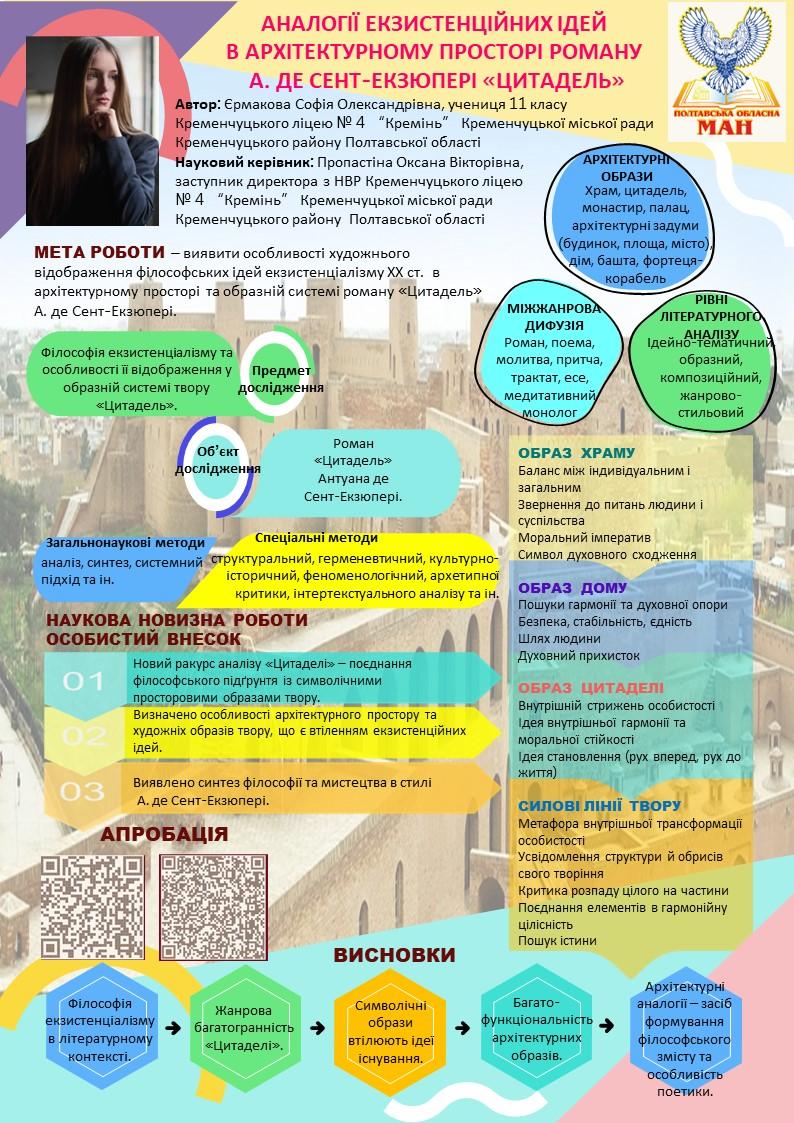 АНАЛОГІЇ ЕКЗИСТЕНЦІЙНИХ ІДЕЙ
В АРХІТЕКТУРНОМУ ПРОСТОРІ РОМАНУ
А. ДЕ СЕНТ-ЕКЗЮПЕРІ «ЦИТАДЕЛЬ»
ПОЛТАВСЬКА ОБЛАСНА
МАН
Автор: Єрмакова Софія Олександрівна, учениця 11 класу
Кременчуцького ліцею № 4 “Кремінь” Кременчуцької міської ради
Кременчуцького району Полтавської області
Науковий керівник: Пропастіна Оксана Вікторівна,
заступник директора з НВР Кременчуцького ліцею
№ 4 “Кремінь” Кременчуцької міської ради
Кременчуцького району Полтавської області
АРХІТЕКТУРНІ
ОБРАЗИ
Храм, цитадель,
монастир, палац,
архітектурні задуми
(будинок, площа, місто),
дім, башта, фортеця-
корабель
МЕТА РОБОТИ – виявити особливості художнього
відображення філософських ідей екзистенціалізму ХХ ст. в
архітектурному просторі та образній системі роману «Цитадель»
А. де Сент-Екзюпері.
МІЖЖАНРОВА
ДИФУЗІЯ
Роман, поема,
молитва, притча,
трактат, есе,
медитативний
монолог
РІВНІ
ЛІТЕРАТУРНОГО
АНАЛІЗУ
Ідейно-тематичний,
образний,
композиційний,
жанрово-
стильовий
Філософія екзистенціалізму та
особливості її відображення у
образній системі твору
«Цитадель».
Предмет
дослідження
Об’єкт
дослідження
Роман
«Цитадель»
Антуана де
Сент-Екзюпері.
Загальнонаукові методи
аналіз, синтез, системний
підхід та ін.
Спеціальні методи
структуральний, герменевтичний, культурно-
історичний, феноменологічний, архетипної
критики, інтертекстуального аналізу та ін.
НАУКОВА НОВИЗНА РОБОТИ
ОСОБИСТИЙ ВНЕСОК
01
Новий ракурс аналізу «Цитаделі» – поєднання
філософського підґрунтя із символічними
просторовими образами твору.
02
Визначено особливості архітектурного простору та
художніх образів твору, що є втіленням екзистенційних
ідей.
03
Виявлено синтез філософії та мистецтва в стилі
А. де Сент-Екзюпері.
ОБРАЗ ХРАМУ
Баланс між індивідуальним і
загальним
Звернення до питань людини і
суспільства
Моральний імператив
Символ духовного сходження
ОБРАЗ ДОМУ
Пошуки гармонії та духовної опори
Безпека, стабільність, єдність
Шлях людини
Духовний прихисток
ОБРАЗ ЦИТАДЕЛІ
Внутрішній стрижень особистості
Ідея внутрішньої гармонії та
моральної стійкості
Ідея становлення (рух вперед, рух до
життя)
СИЛОВІ ЛІНІЇ ТВОРУ
Метафора внутрішньої трансформації
особистості
Усвідомлення структури й обрисів
свого творіння
Критика розпаду цілого на частини
Поєднання елементів в гармонійну
цілісність
Пошук істини
АПРОБАЦІЯ
ВИСНОВКИ
Філософія
екзистенціалізму
в літературному
контексті.
Жанрова
багатогранність
«Цитаделі».
Символічні
образи
втілюють ідеї
існування.
Багато-
функціональність
архітектурних
образів.
Архітектурні
аналогії – засіб
формування
філософського
змісту та
особливість
поетики.